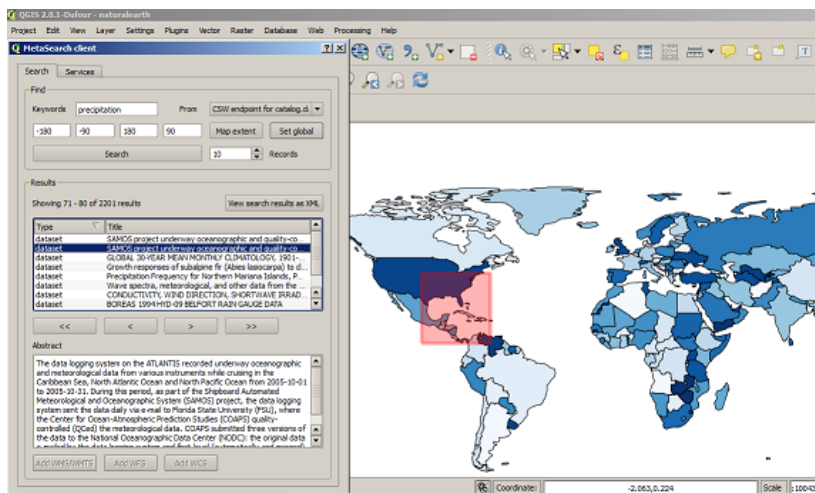 QGIS 2.0.1-Dufour - naturalearth
Project Edit View Layer Settings Plugins Vector Raster Database Web Processing Help
MetaSearch client
Search Services
Find
Keywords precipitation From CSW endpoint for catalog.d
-180 -90 180 90 Map extent Set global
Search 10 Records
Results
Showing 71 - 80 of 2201 results View search results as XML
Type Title
dataset SAMOS project underway oceanographic and quality-co...
dataset SAMOS project underway oceanographic and quality-co...
dataset GLOBAL 30-YEAR MEAN MONTHLY CLIMATOLOGY, 1901-...
dataset Growth responses of subalpine fir (Abies lasiocarpa) to d...
dataset Precipitation Frequency for Northern Mariana Islands, P...
dataset Wave spectra, meteorological, and other data from the ...
dataset CONDUCTIVITY, WIND DIRECTION, SHORTWAVE IRRAD...
dataset BOREAS 1994 HYD-09 BELFORT RAIN GAUGE DATA
<< < > >>
Abstract
The data logging system on the ATLANTIS recorded underway oceanographic
and meteorological data from various instruments while cruising in the
Caribbean Sea, North Atlantic Ocean and North Pacific Ocean from 2005-10-01
to 2005-10-31. During this period, as part of the Shipboard Automated
Meteorological and Oceanographic System (SAMOS) project, the data logging
system sent the data daily via e-mail to Florida State University (FSU), where
the Center for Ocean-Atmospheric Prediction Studies (COAPS) quality-
controlled (QCed) the meteorological data. COAPS submitted three versions of
the data to the National Oceanographic Data Center (NODC): the original data
Add WMS/WMTS Add WFS Add WCS
Coordinate: -2.063,0.224 Scale :10043